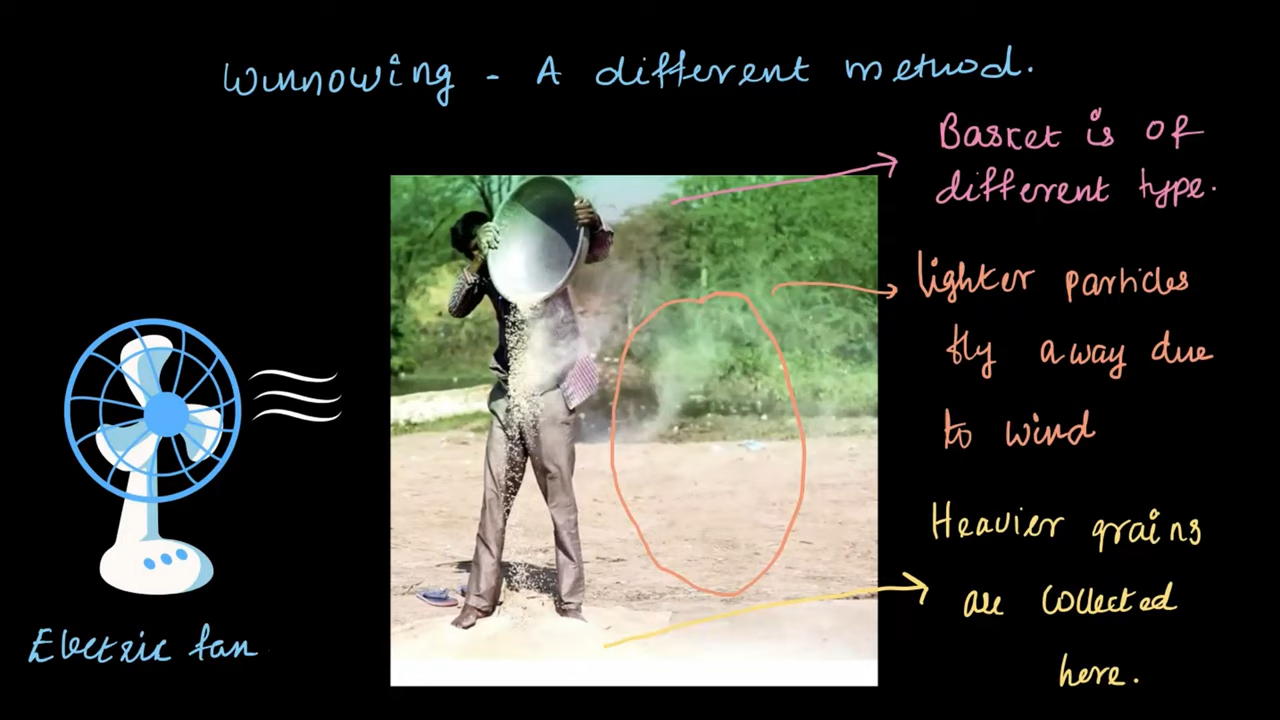 Winnowing - A different method.
Basket is of
different type.
lighter particles
fly away due
to wind
Heavier grains
are collected
here.
Electric fan